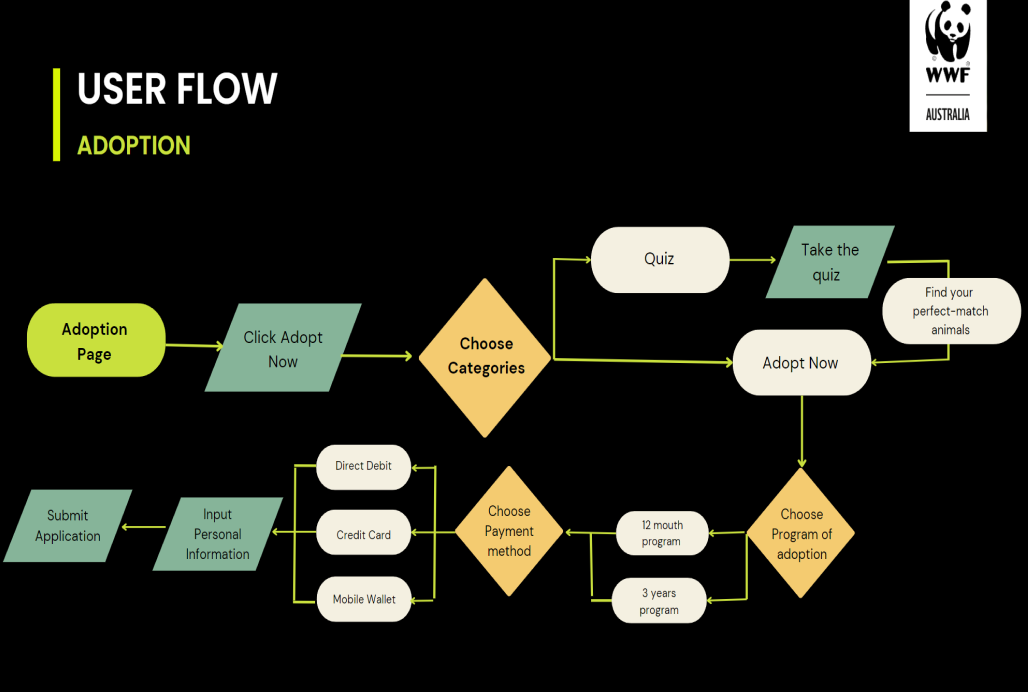 USER FLOW
ADOPTION
WWF
AUSTRALIA
Adoption
Page
Click Adopt
Now
Choose
Categories
Quiz
Take the
quiz
Find your
perfect-match
animals
Adopt Now
Choose
Program of
adoption
12 mouth
program
3 years
program
Choose
Payment
method
Direct Debit
Credit Card
Mobile Wallet
Input
Personal
Information
Submit
Application